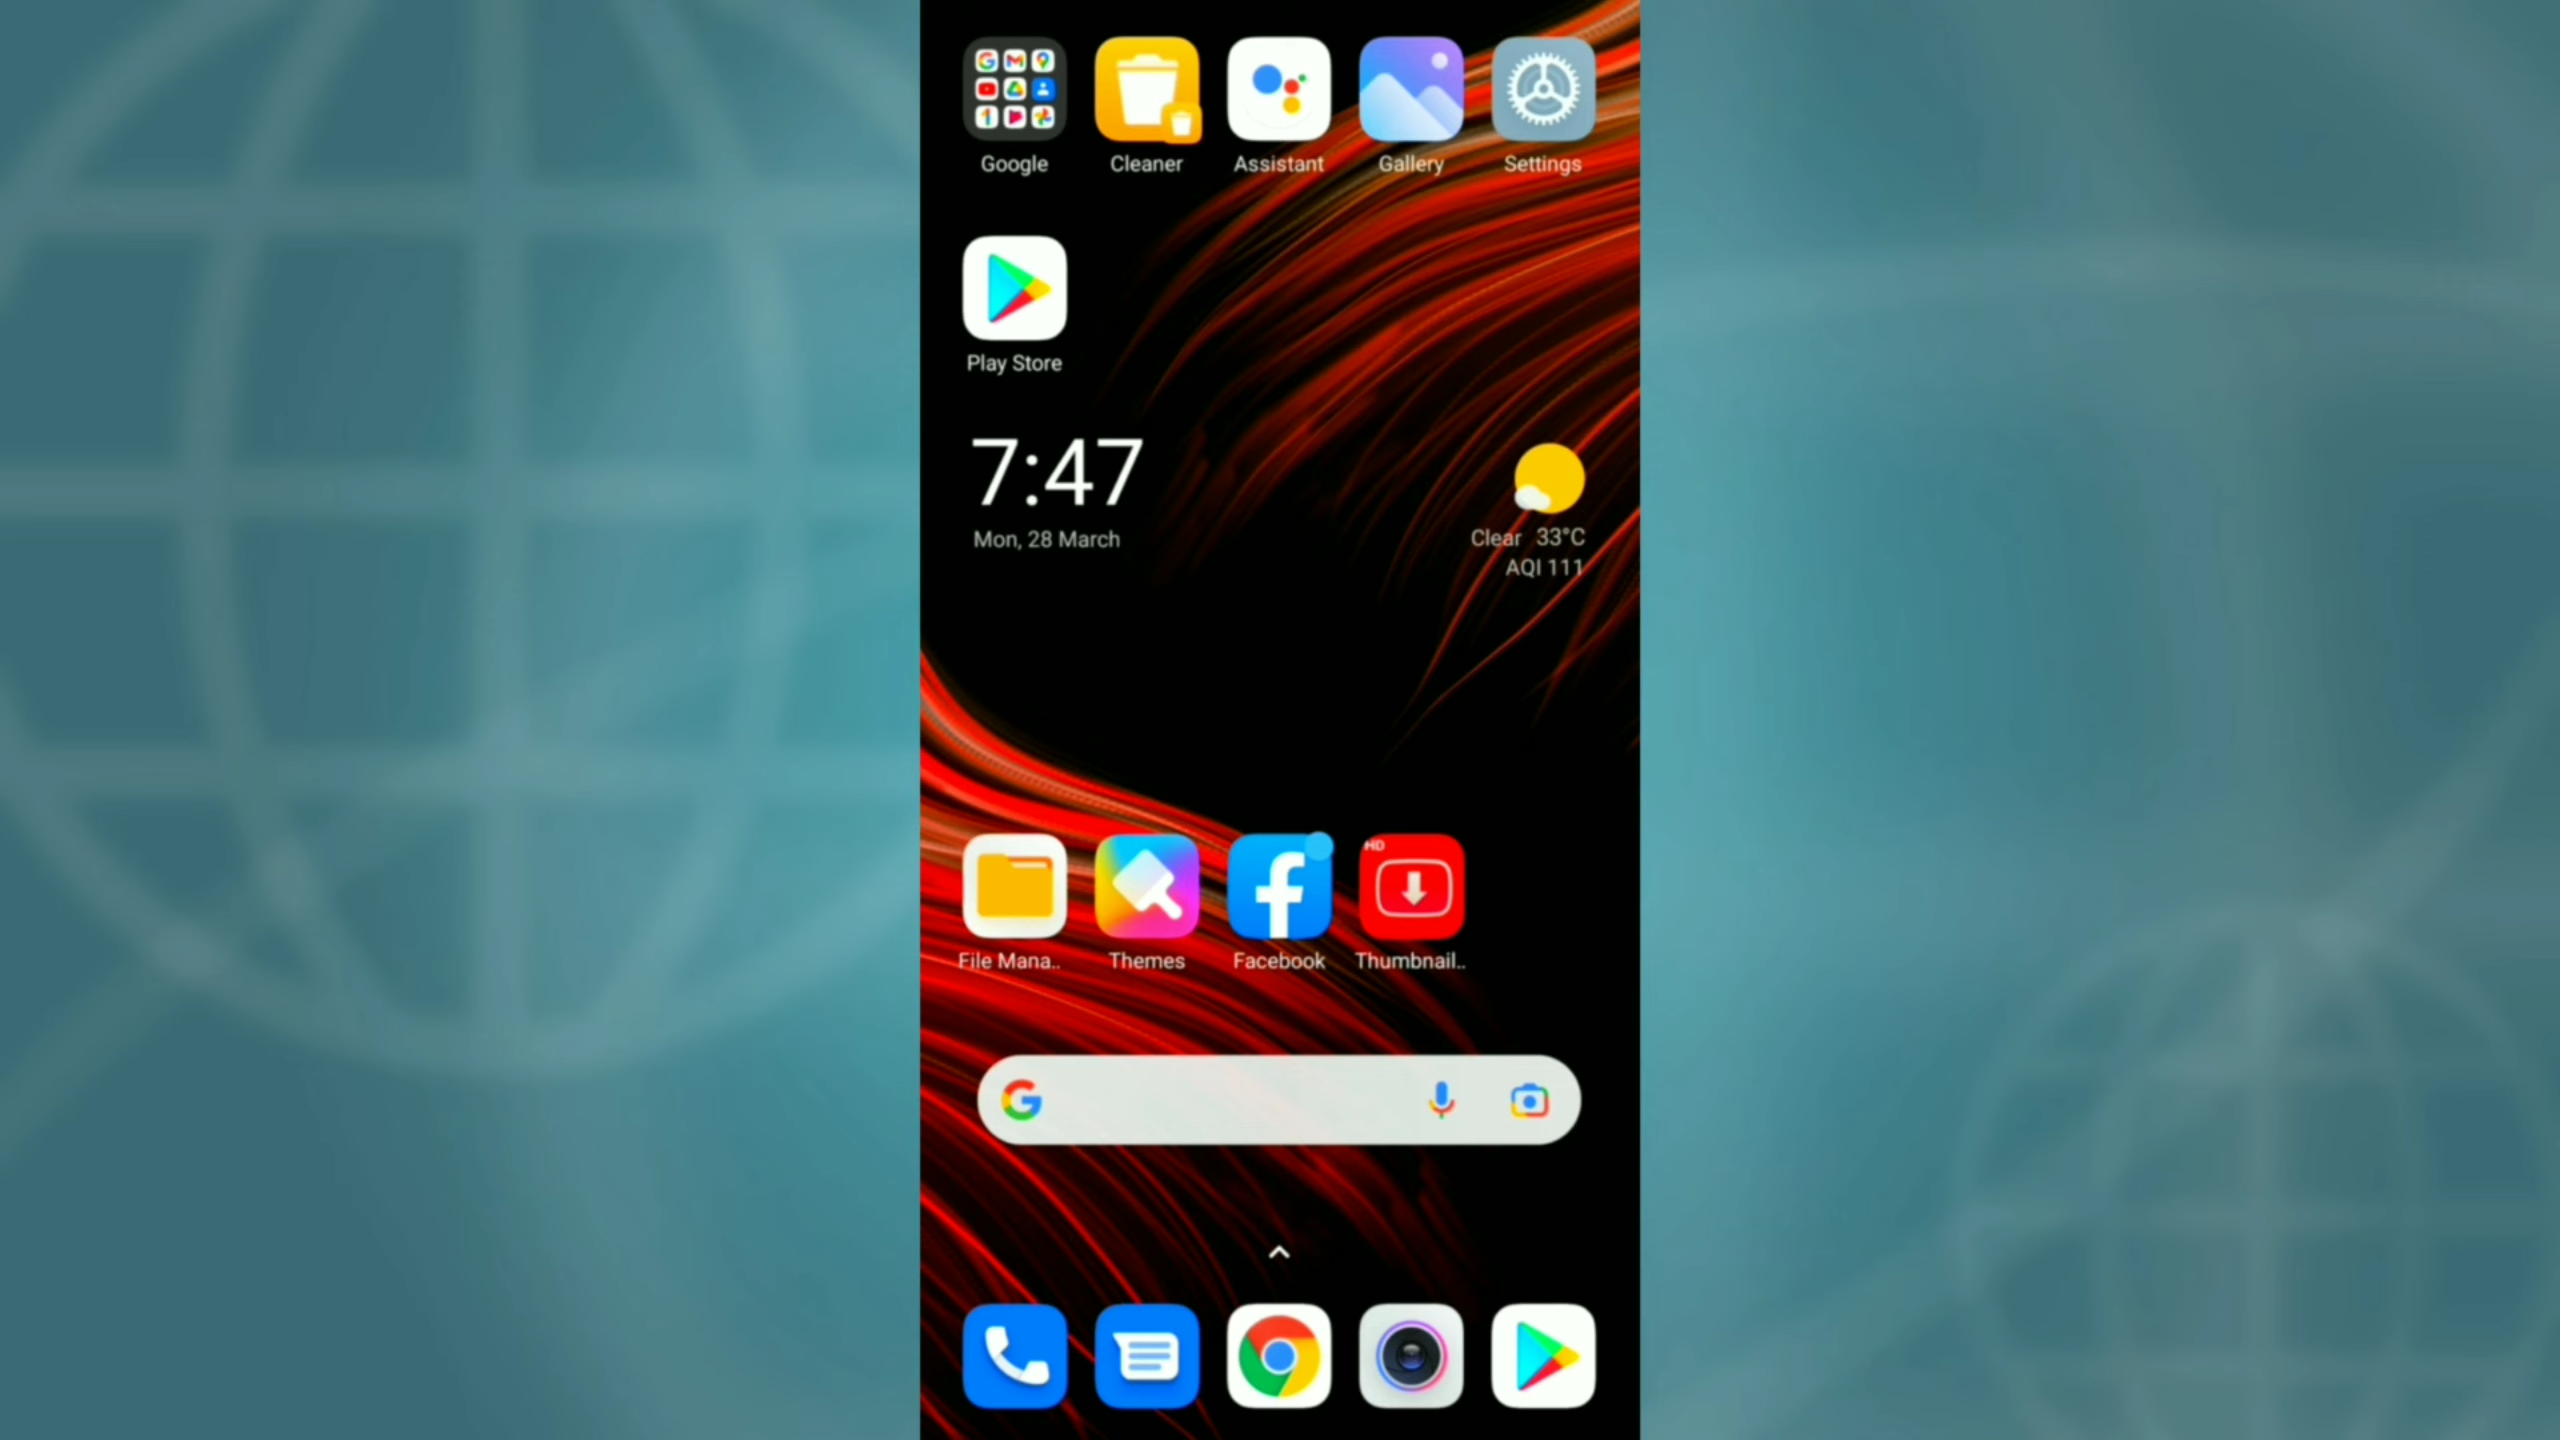 Google
Cleaner
Assistant
Gallery
Settings
Play Store
7:47
Mon, 28 March
Clear 33°C
AQI 111
File Mana..
Themes
Facebook
HD
Thumbnail..